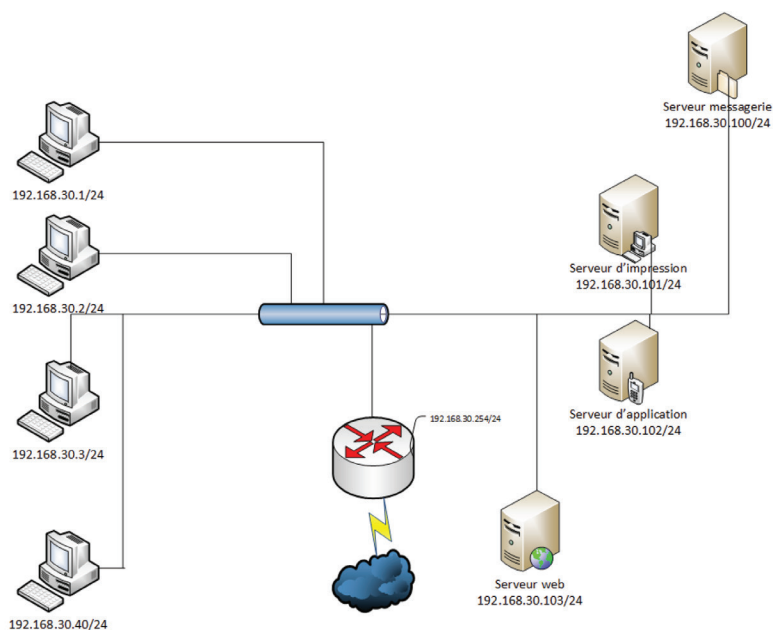 Serveur messagerie
192.168.30.100/24
192.168.30.1/24
Serveur d'impression
192.168.30.101/24
192.168.30.2/24
Serveur d'application
192.168.30.102/24
192.168.30.254/24
192.168.30.3/24
Serveur web
192.168.30.103/24
192.168.30.40/24